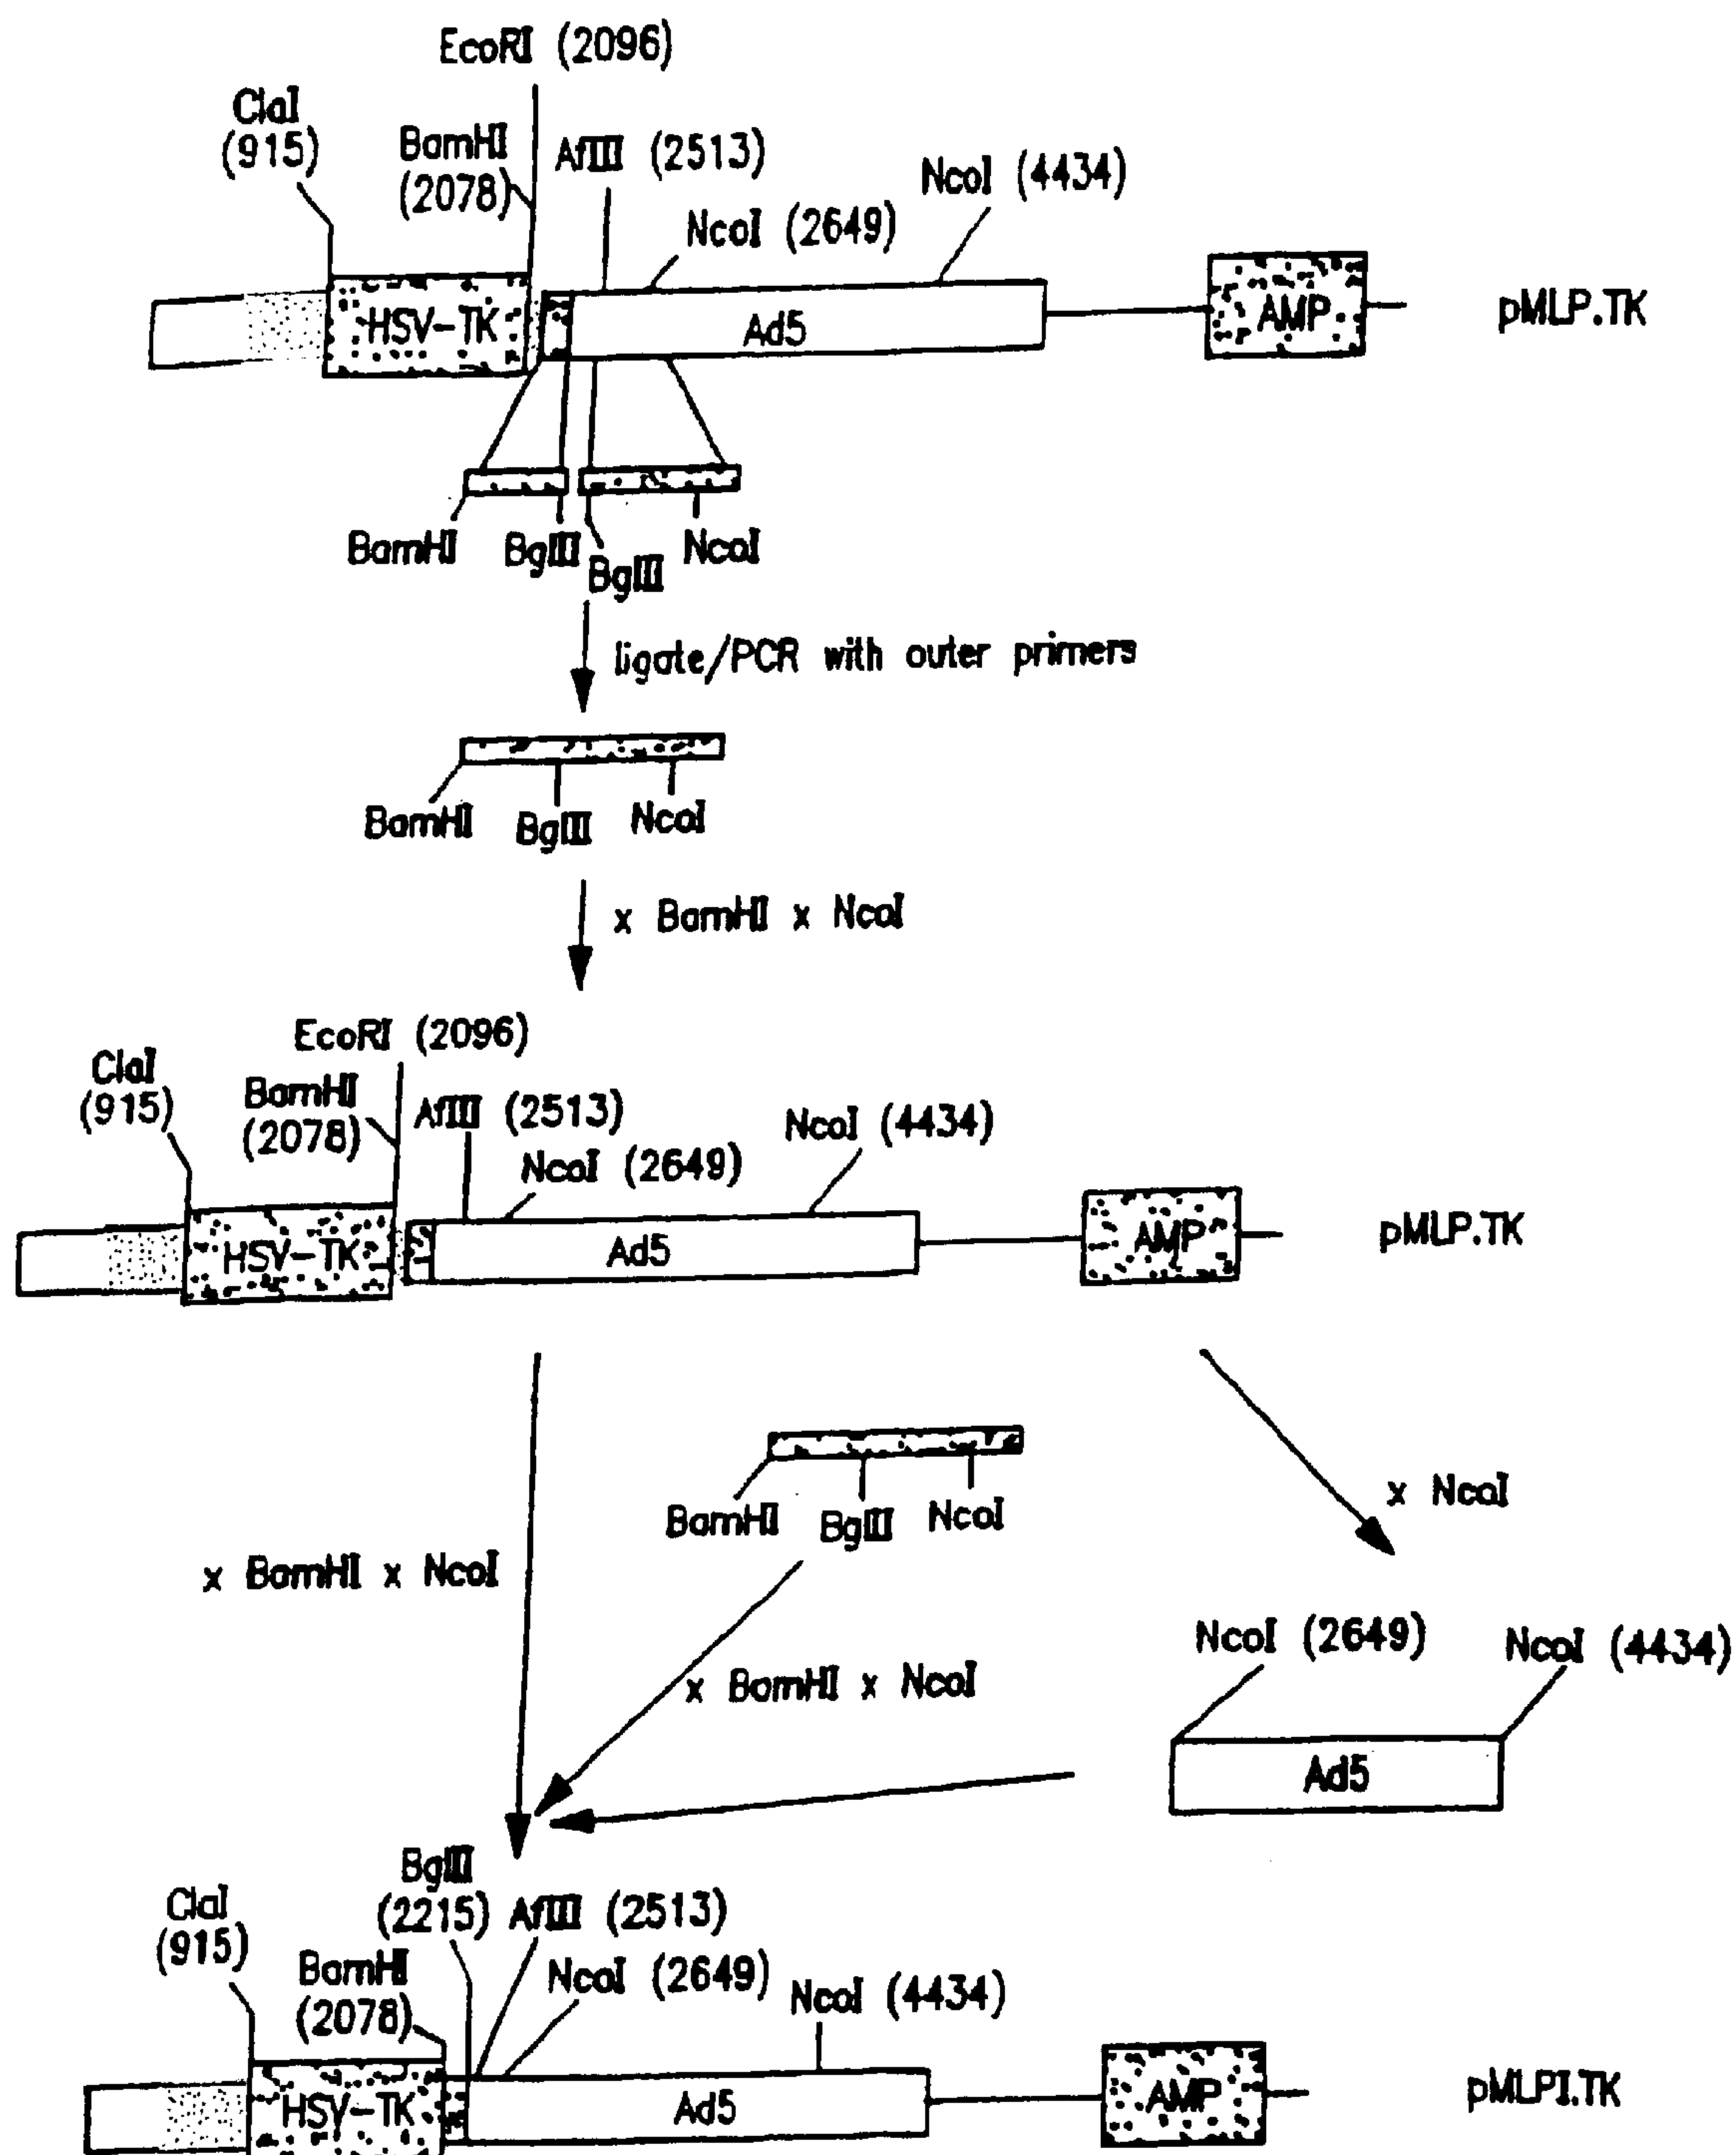 EcoRI (2096)
ClaI
(915)
BamHI
(2078)
AflII (2513)
NcoI (2649)
NcoI (4434)
HSV-TK
Ad5
AMP
pMLP.TK
BamHI
BglII
BglII
NcoI
ligate/PCR with outer primers
BamHI
BglII
NcoI
x BamHI x NcoI
EcoRI (2096)
ClaI
(915)
BamHI
(2078)
AflII (2513)
NcoI (2649)
NcoI (4434)
HSV-TK
Ad5
AMP
pMLP.TK
BamHI
BglII
NcoI
x NcoI
x BamHI x NcoI
x BamHI x NcoI
NcoI (2649)
NcoI (4434)
Ad5
BglII
(2215)
AflII (2513)
ClaI
(915)
BamHI
(2078)
NcoI (2649)
NcoI (4434)
HSV-TK
Ad5
AMP
pMLPI.TK